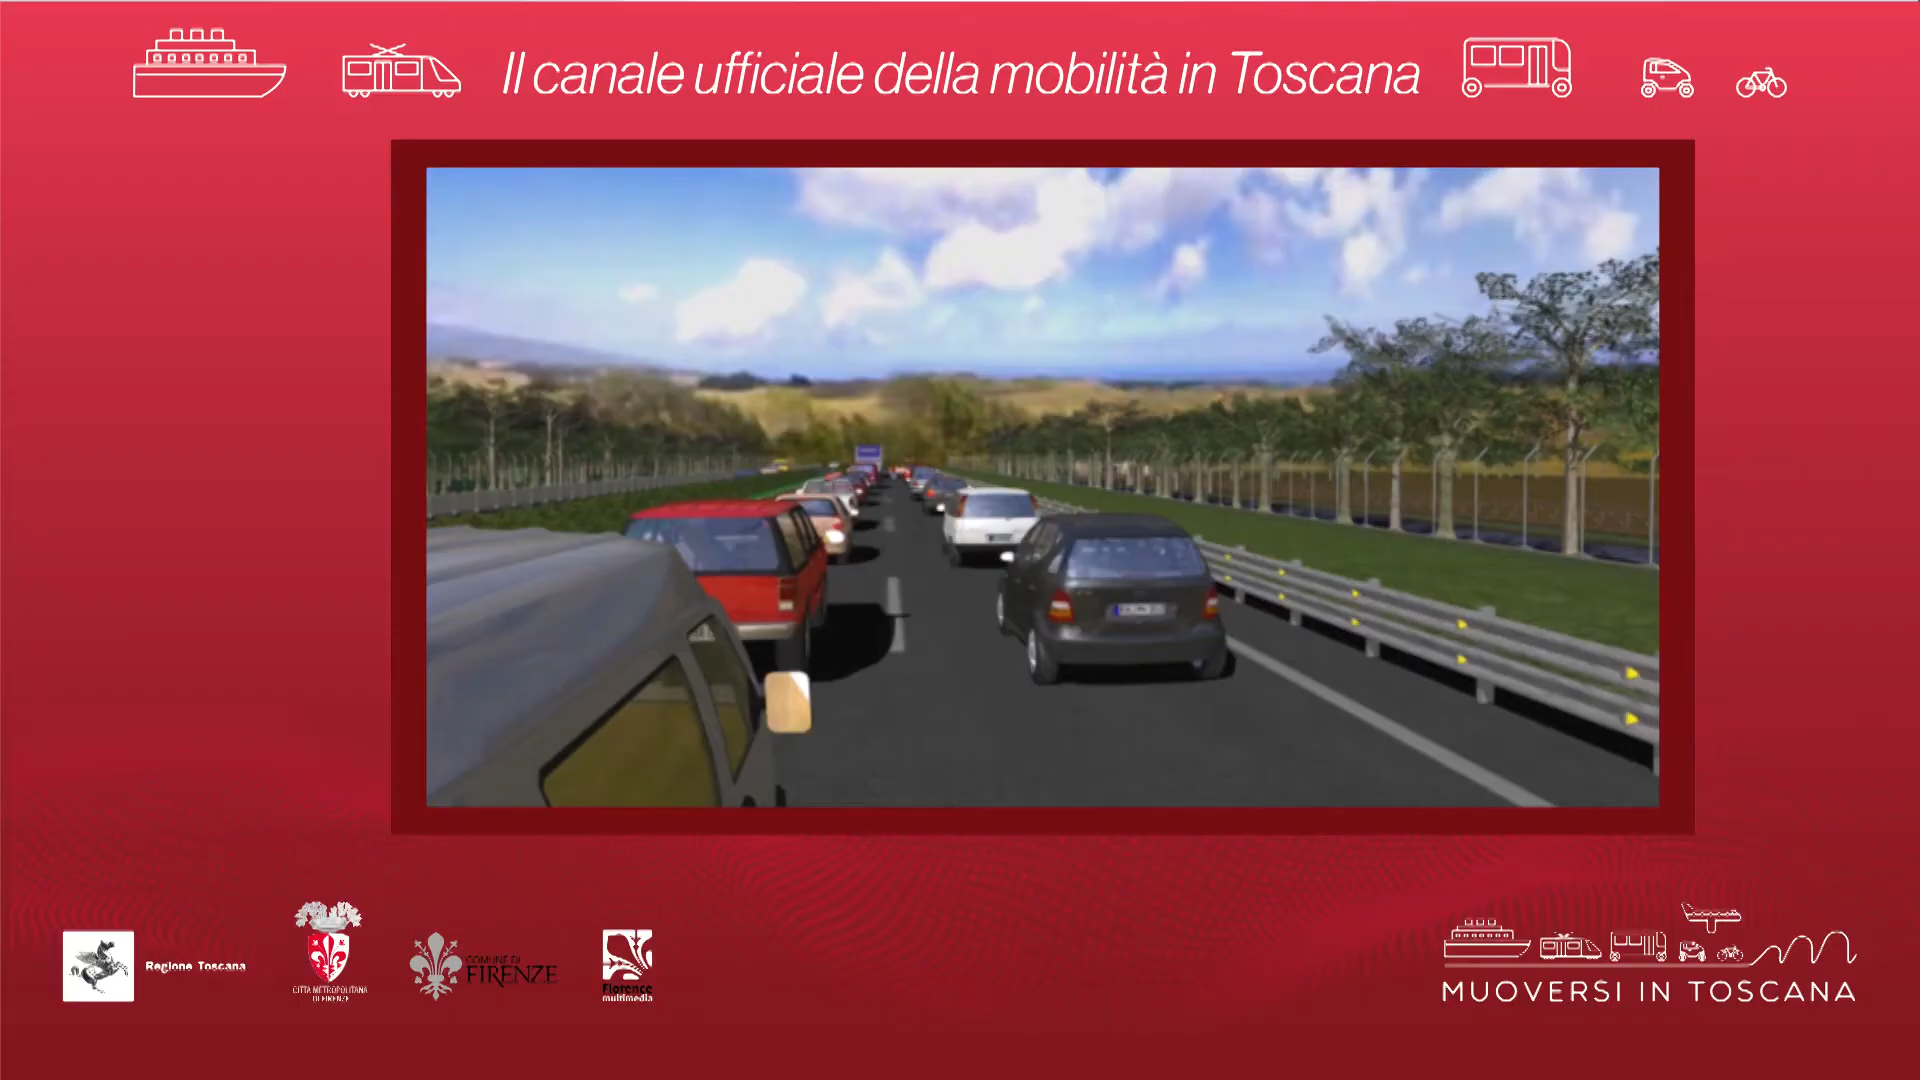 Il canale ufficiale della mobilità in Toscana
Regione Toscana
CITTÀ METROPOLITANA
DI FIRENZE
COMUNE DI
FIRENZE
Florence
multimedia
MUOVERSI IN TOSCANA